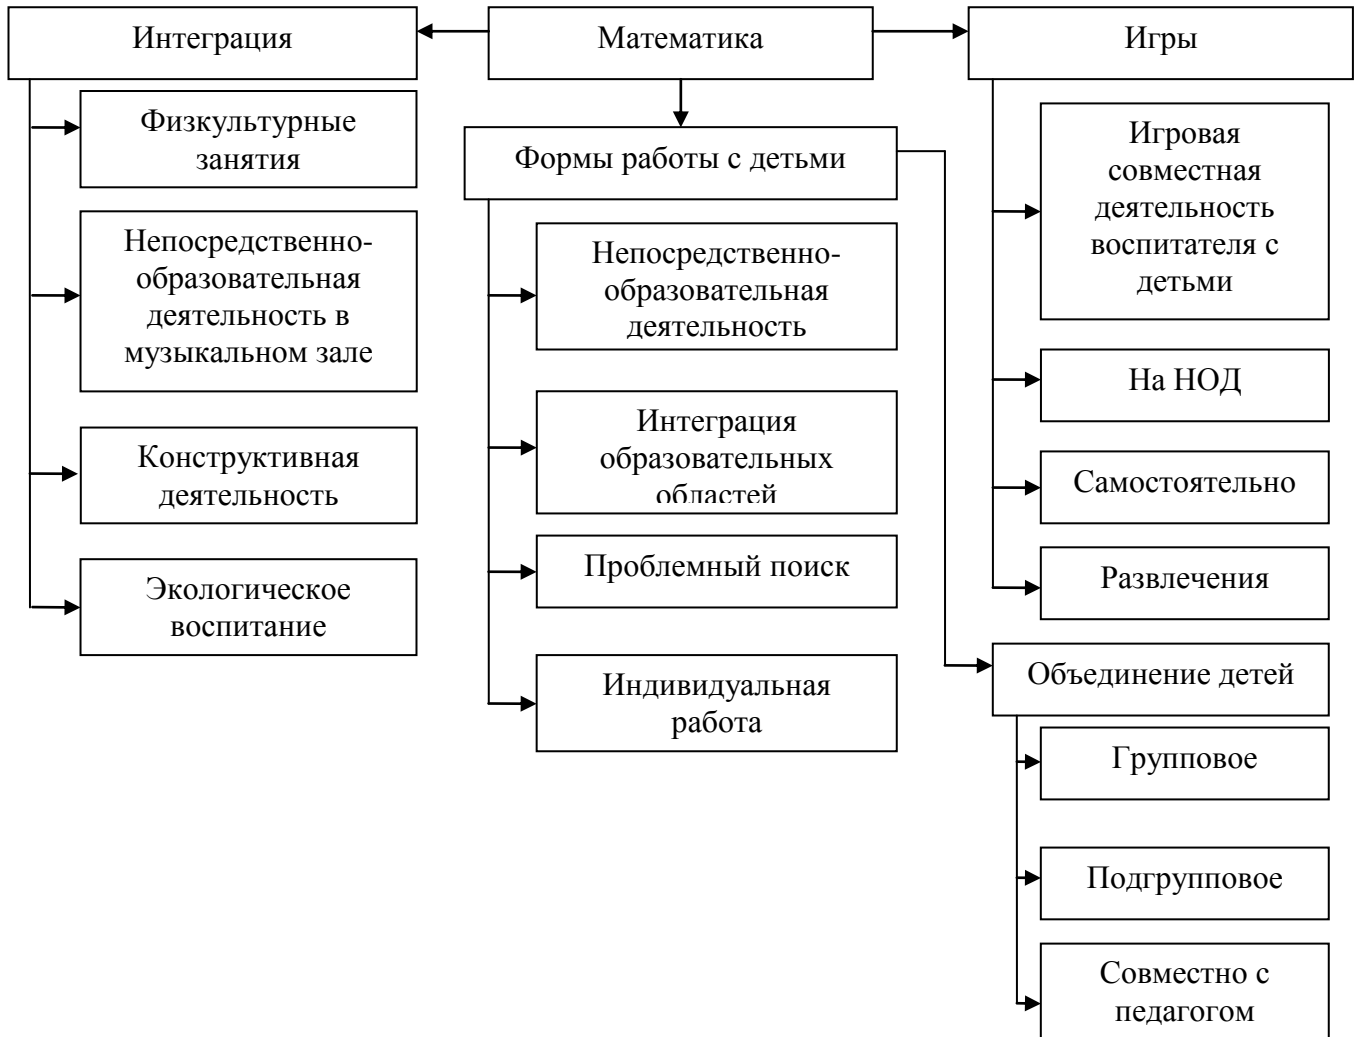 Интеграция
Математика
Игры
Физкультурные
занятия
Непосредственно-
образовательная
деятельность в
музыкальном зале
Конструктивная
деятельность
Экологическое
воспитание
Формы работы с детьми
Непосредственно-
образовательная
деятельность
Интеграция
образовательных
областей
Проблемный поиск
Индивидуальная
работа
Игровая
совместная
деятельность
воспитателя с
детьми
На НОД
Самостоятельно
Развлечения
Объединение детей
Групповое
Подгрупповое
Совместно с
педагогом